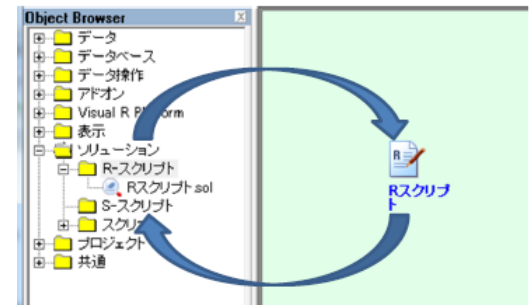 Object Browser
データ
データベース
データ操作
アドオン
Visual R
表示
ソリューション
R-スクリプト
Rスクリプト.sol
S-スクリプト
プロジェクト
共通
R
Rスクリプ
ト